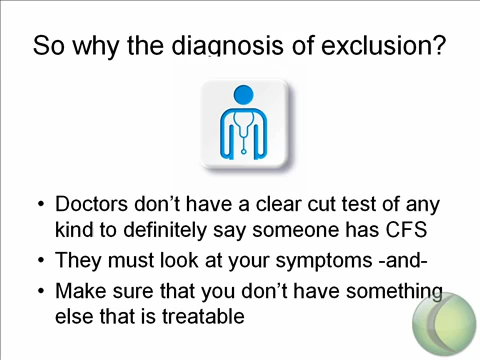 So why the diagnosis of exclusion?
• Doctors don't have a clear cut test of any
kind to definitely say someone has CFS
• They must look at your symptoms -and-
• Make sure that you don't have something
else that is treatable